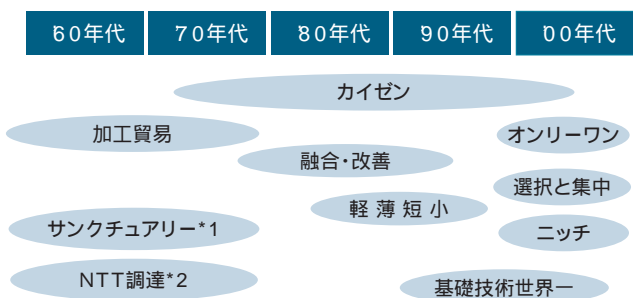 '60年代 '70年代 '80年代 '90年代 '00年代
カイゼン
加工貿易
オンリーワン
融合・改善
選択と集中
軽薄短小
サンクチュアリー*1
ニッチ
NTT調達*2
基礎技術世界一